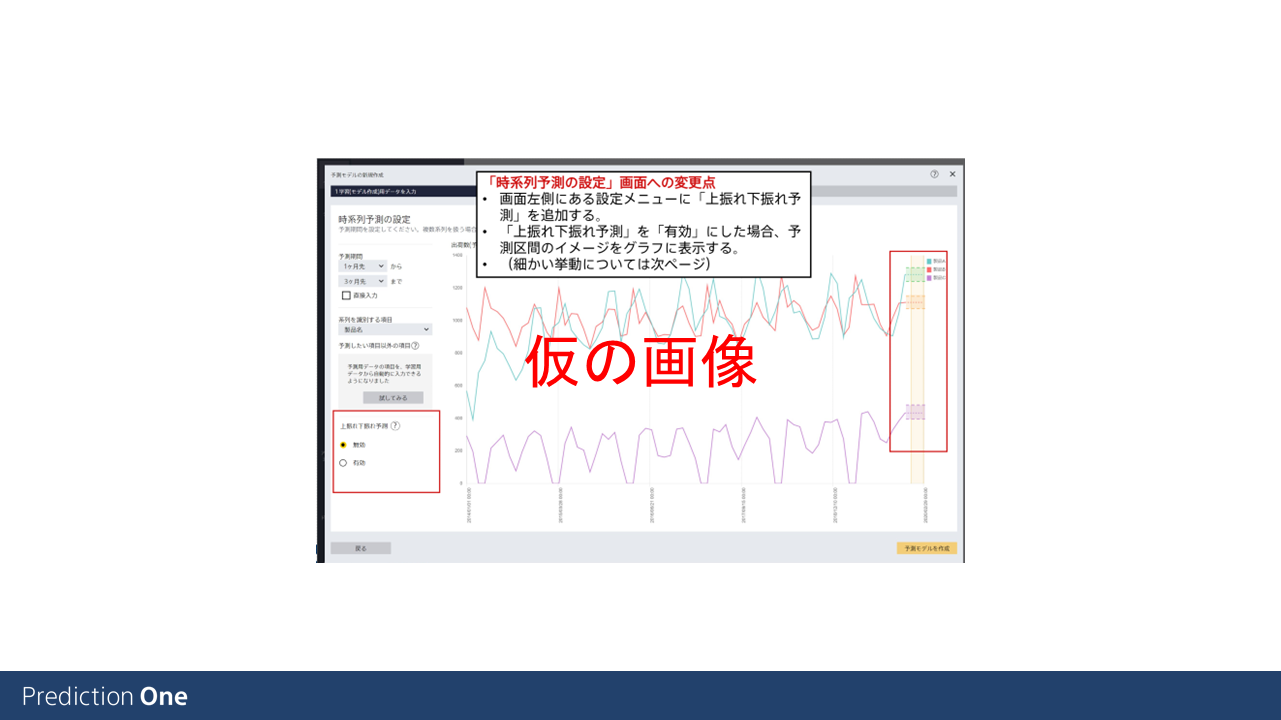 予測モデルの新規作成
1 学習(モデル作成)用データを入力
「時系列予測の設定」画面への変更点
• 画面左側にある設定メニューに「上振れ下振れ予
測」を追加する。
• 「上振れ下振れ予測」を「有効」にした場合、予
測区間のイメージをグラフに表示する。
• （細かい挙動については次ページ）
時系列予測の設定
予測期間を設定してください。複数系列を扱う場合
予測期間
1ヶ月先 から
3ヶ月先 まで
直接入力
系列を識別する項目
製品名
予測したい項目以外の項目?
予測用データの項目を、学習用
データから自動的に入力できる
ようになりました
試してみる
上振れ下振れ予測 ?
無効
有効
出荷数(予
1400
1200
1000
800
600
400
200
0
仮の画像
戻る
予測モデルを作成
Prediction One